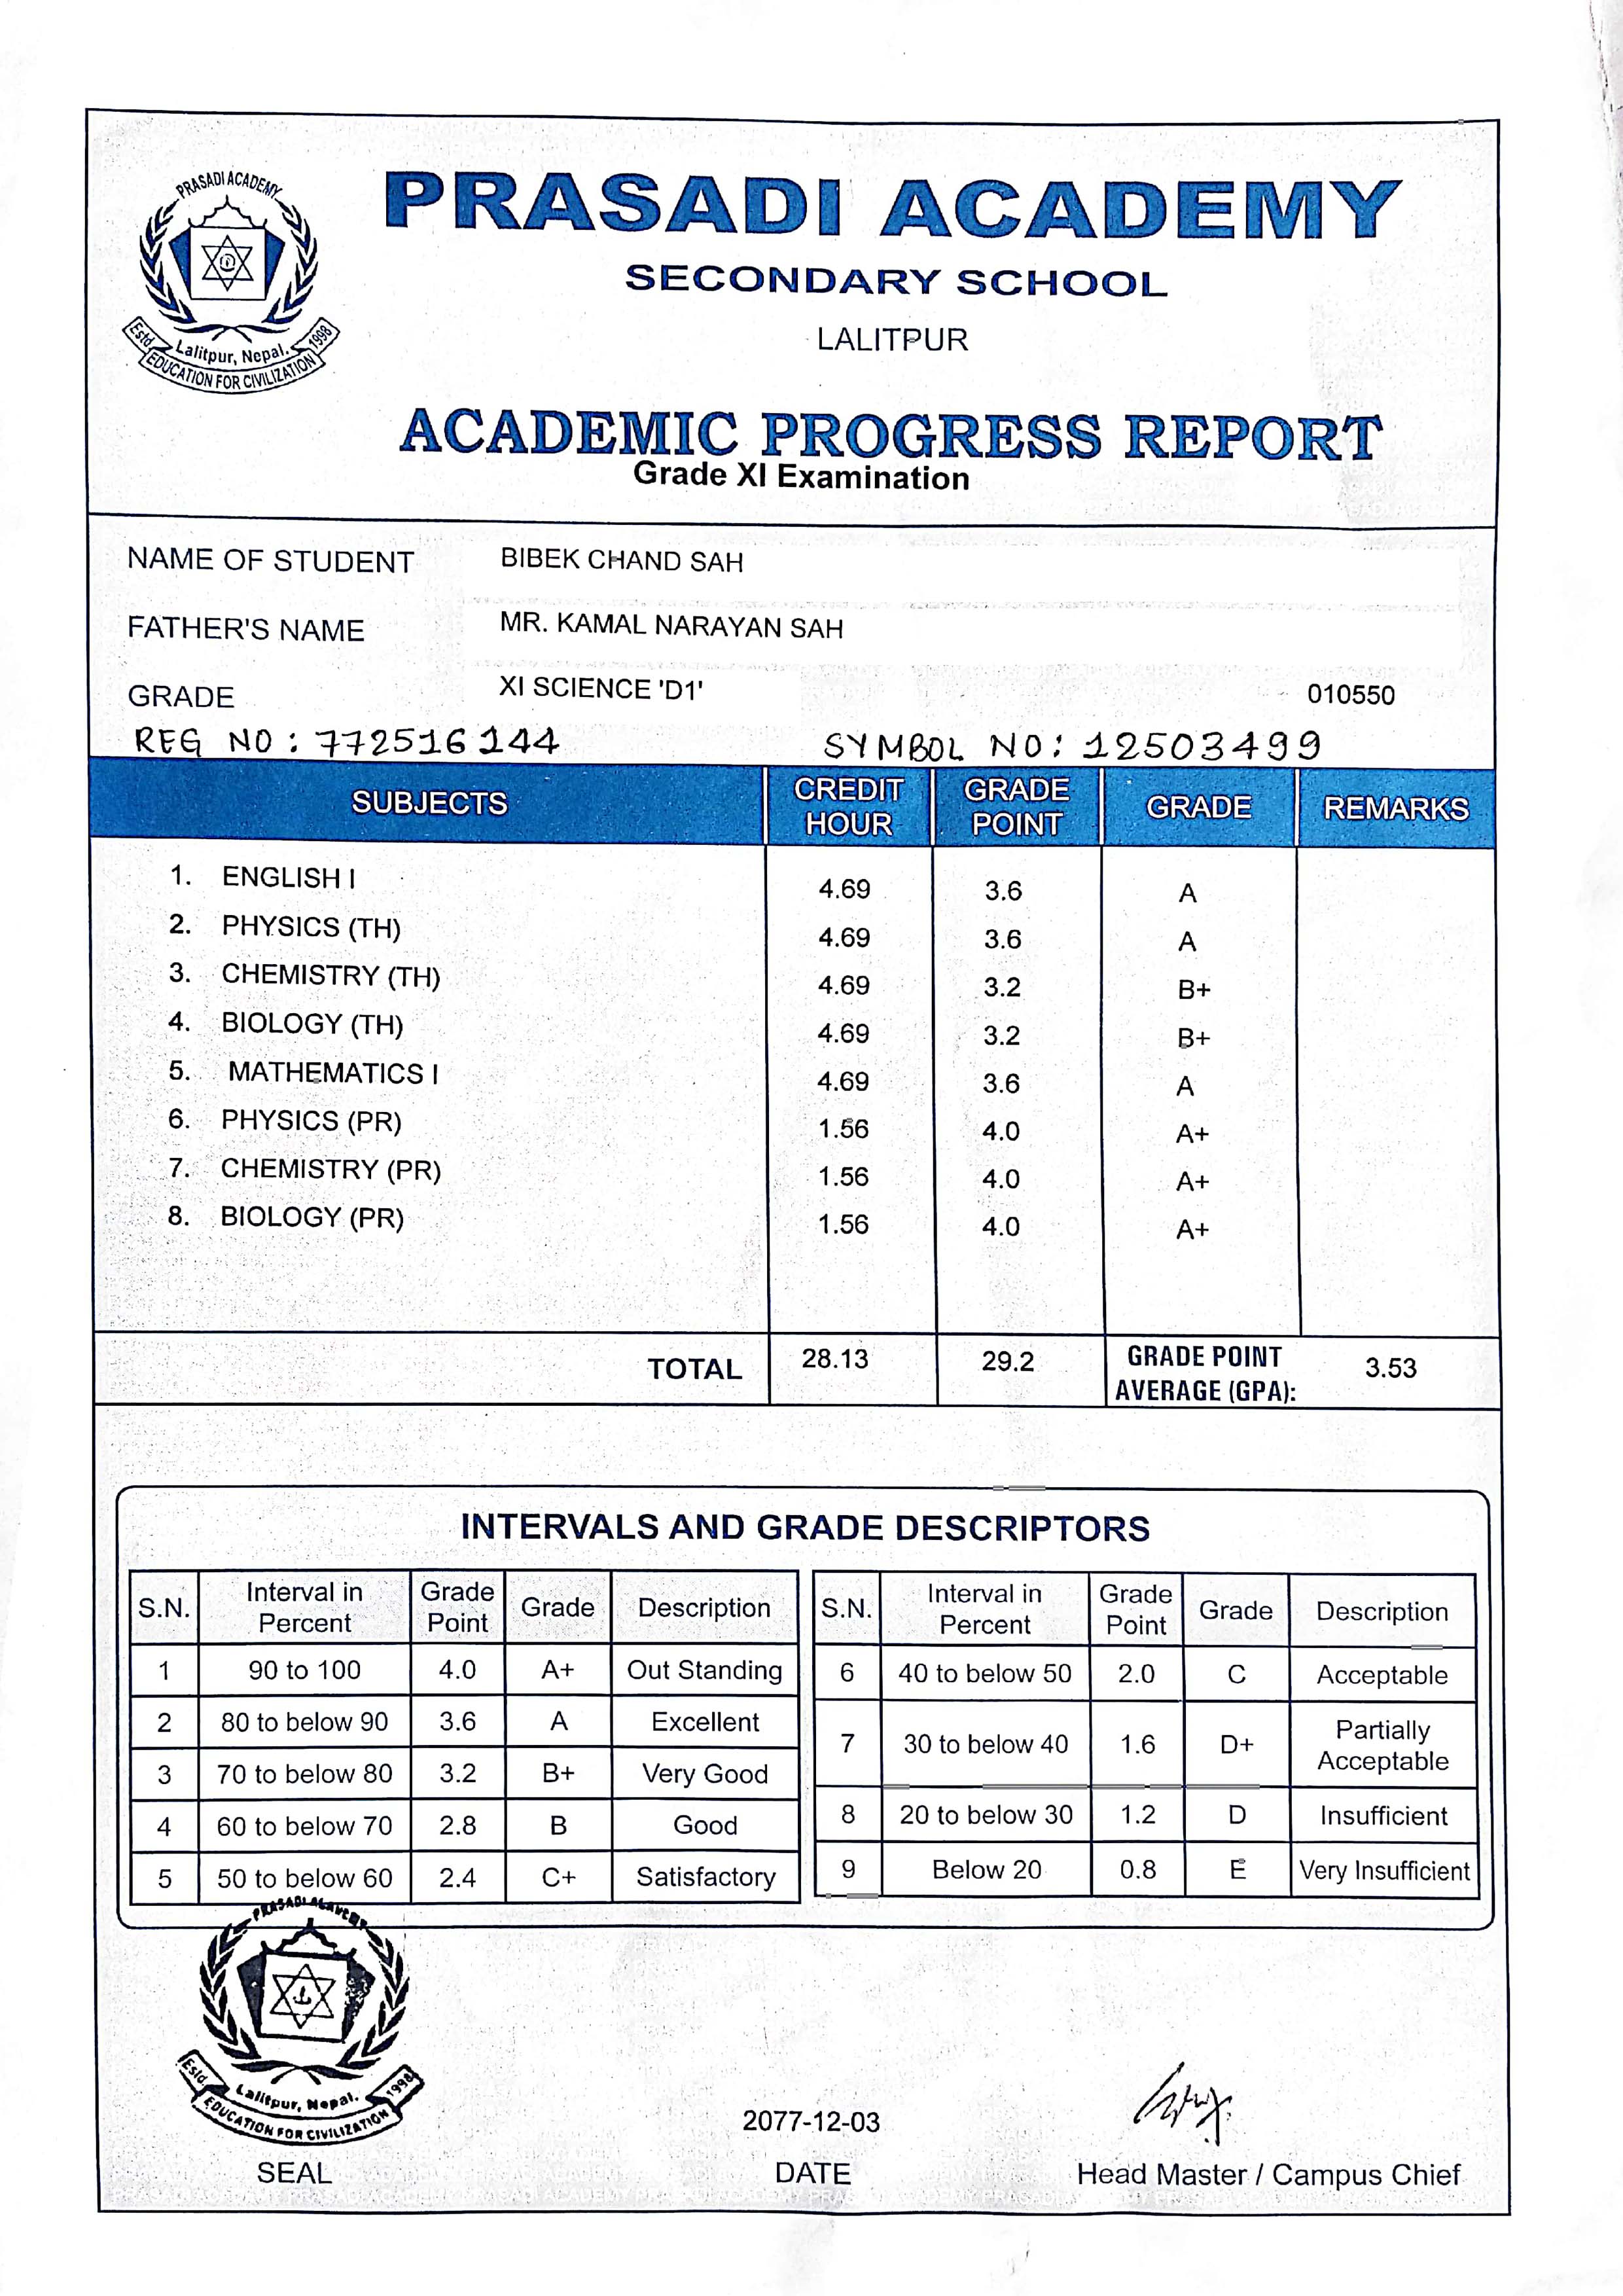 PRASADI ACADEMY
Estd. Lalitpur, Nepal. 1998
EDUCATION FOR CIVILIZATION
PRASADI ACADEMY
SECONDARY SCHOOL
LALITPUR
ACADEMIC PROGRESS REPORT
Grade XI Examination
NAME OF STUDENT BIBEK CHAND SAH
FATHER'S NAME MR. KAMAL NARAYAN SAH
GRADE XI SCIENCE 'D1' 010550
REG NO : 772516144 SYMBOL NO: 12503499
SUBJECTS CREDIT HOUR GRADE POINT GRADE REMARKS
1. ENGLISH I 4.69 3.6 A
2. PHYSICS (TH) 4.69 3.6 A
3. CHEMISTRY (TH) 4.69 3.2 B+
4. BIOLOGY (TH) 4.69 3.2 B+
5. MATHEMATICS I 4.69 3.6 A
6. PHYSICS (PR) 1.56 4.0 A+
7. CHEMISTRY (PR) 1.56 4.0 A+
8. BIOLOGY (PR) 1.56 4.0 A+
TOTAL 28.13 29.2 GRADE POINT AVERAGE (GPA): 3.53
INTERVALS AND GRADE DESCRIPTORS
S.N. Interval in Percent Grade Point Grade Description
1 90 to 100 4.0 A+ Out Standing
2 80 to below 90 3.6 A Excellent
3 70 to below 80 3.2 B+ Very Good
4 60 to below 70 2.8 B Good
5 50 to below 60 2.4 C+ Satisfactory
S.N. Interval in Percent Grade Point Grade Description
6 40 to below 50 2.0 C Acceptable
7 30 to below 40 1.6 D+ Partially Acceptable
8 20 to below 30 1.2 D Insufficient
9 Below 20 0.8 E Very Insufficient
PRASADI ACADEMY
Estd. Lalitpur, Nepal. 1998
EDUCATION FOR CIVILIZATION
2077-12-03
SEAL DATE Head Master / Campus Chief